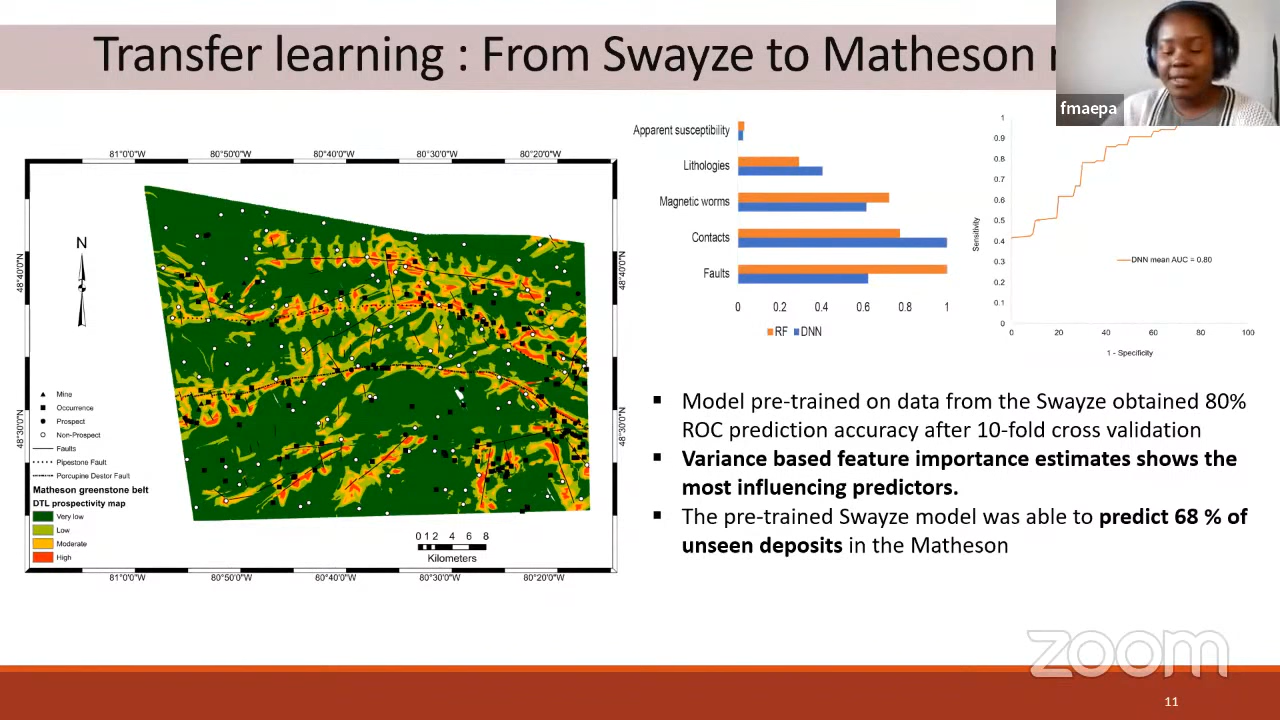 Transfer learning : From Swayze to Matheson
fmaepa
81°0'0"W 80°50'0"W 80°40'0"W 80°30'0"W 80°20'0"W
48°40'0"N 48°40'0"N
48°30'0"N 48°30'0"N
N
Mine
Occurrence
Prospect
Non-Prospect
Faults
Pipestone Fault
Porcupine Destor Fault
Matheson greenstone belt
DTL prospectivity map
Very low
Low
Moderate
High
0 1 2 4 6 8
Kilometers
81°0'0"W 80°50'0"W 80°40'0"W 80°30'0"W 80°20'0"W
Apparent susceptibility
Lithologies
Magnetic worms
Contacts
Faults
0 0.2 0.4 0.6 0.8 1
RF DNN
1
0.9
0.8
0.7
0.6
0.5
0.4
0.3
0.2
0.1
0
Sensitivity
DNN mean AUC = 0.80
0 20 40 60 80 100
1 - Specificity
▪ Model pre-trained on data from the Swayze obtained 80%
ROC prediction accuracy after 10-fold cross validation
▪ Variance based feature importance estimates shows the
most influencing predictors.
▪ The pre-trained Swayze model was able to predict 68 % of
unseen deposits in the Matheson
zoom
11